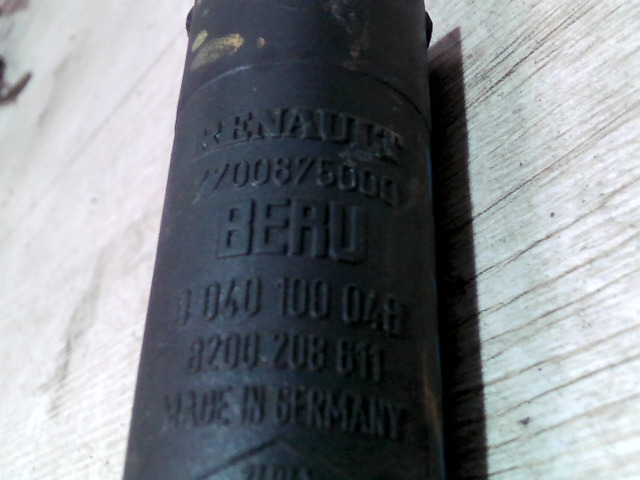 RENAULT
7700875000
BERU
0 040 100 048
8200 208 611
MADE IN GERMANY